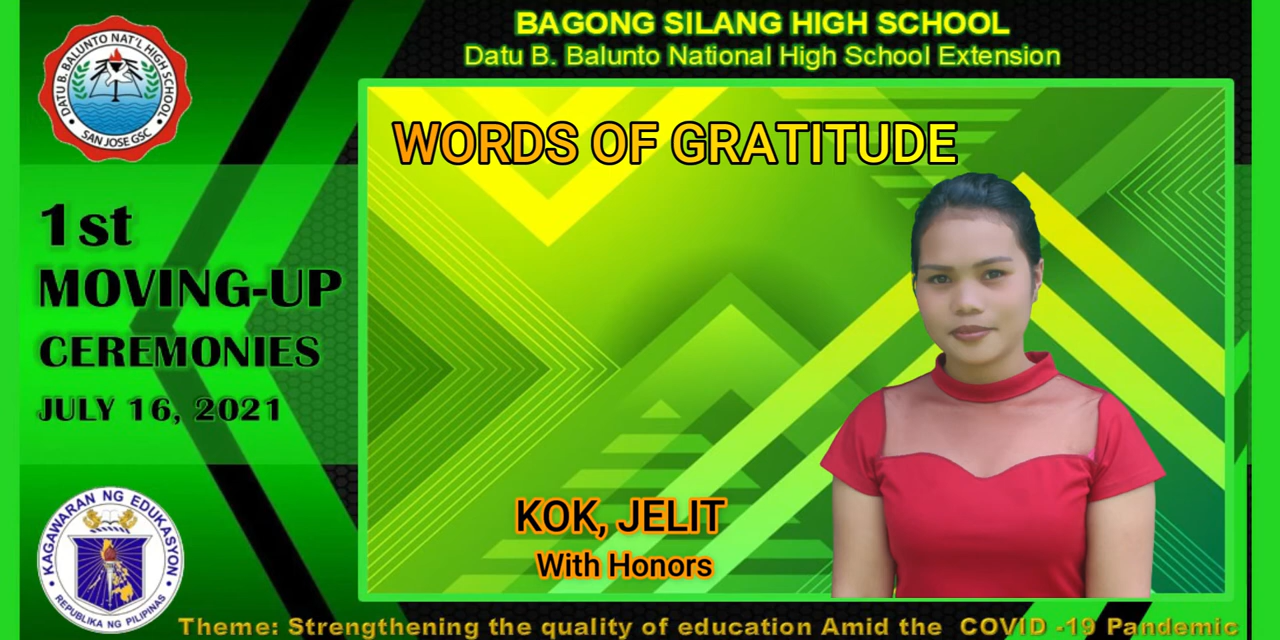 BAGONG SILANG HIGH SCHOOL
Datu B. Balunto National High School Extension
DATU B. BALUNTO NAT'L HIGH SCHOOL
SAN JOSE GSC
WORDS OF GRATITUDE
1st
MOVING-UP
CEREMONIES
JULY 16, 2021
KOK, JELIT
With Honors
KAGAWARAN NG EDUKASYON
REPUBLIKA NG PILIPINAS
Theme: Strengthening the quality of education Amid the COVID -19 Pandemic